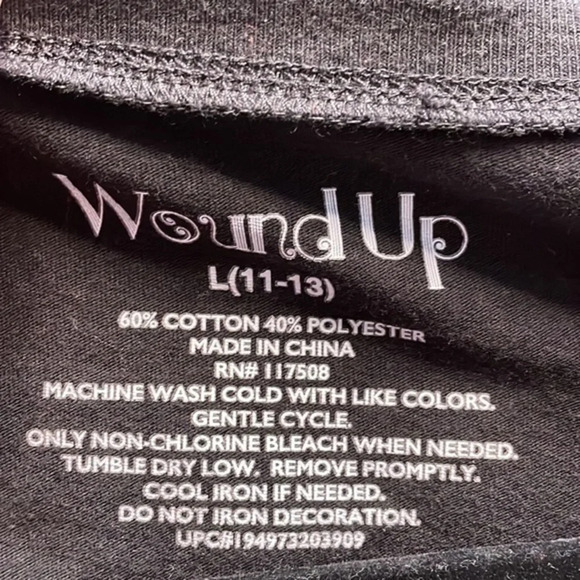 Wound Up
L(11-13)
60% COTTON 40% POLYESTER
MADE IN CHINA
RN# 117508
MACHINE WASH COLD WITH LIKE COLORS.
GENTLE CYCLE.
ONLY NON-CHLORINE BLEACH WHEN NEEDED.
TUMBLE DRY LOW. REMOVE PROMPTLY.
COOL IRON IF NEEDED.
DO NOT IRON DECORATION.
UPC#194973203909